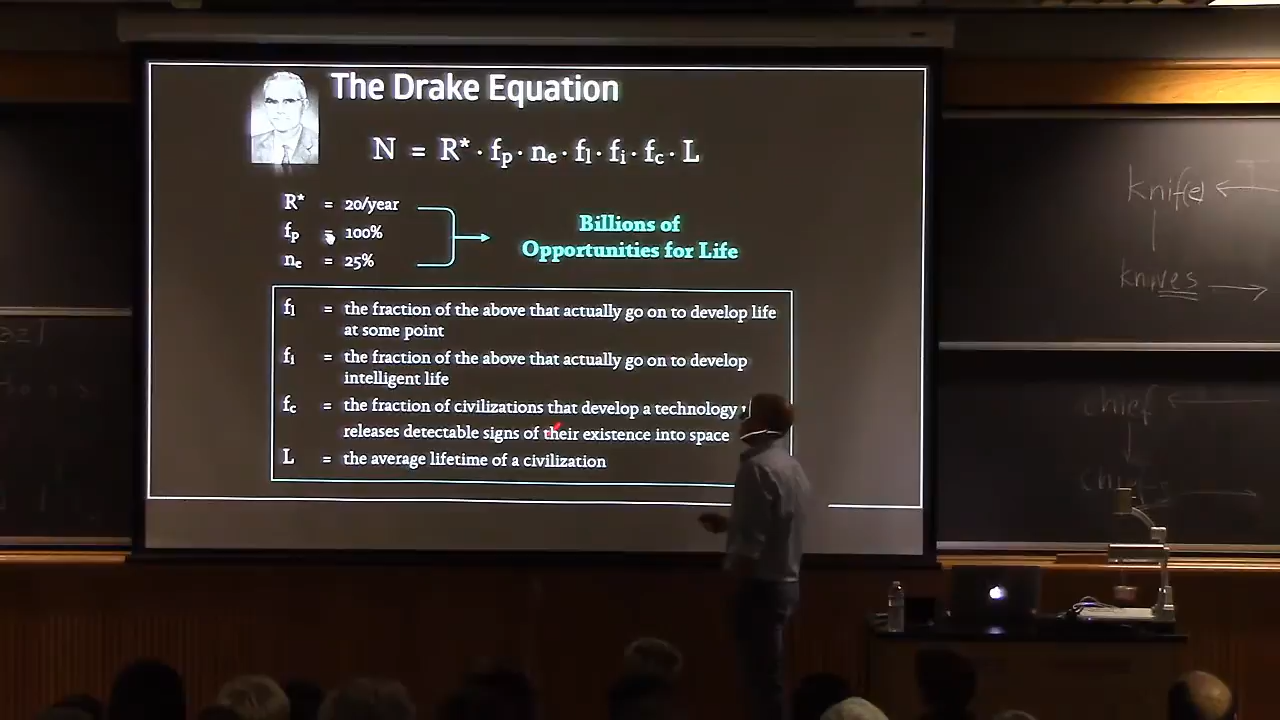 The Drake Equation
N = R* · fp · ne · fl · fi · fc · L
R* = 20/year
fp = 100%
ne = 25%
Billions of
Opportunities for Life
fl = the fraction of the above that actually go on to develop life
at some point
fi = the fraction of the above that actually go on to develop
intelligent life
fc = the fraction of civilizations that develop a technology
releases detectable signs of their existence into space
L = the average lifetime of a civilization
knif(e)
knives
chief